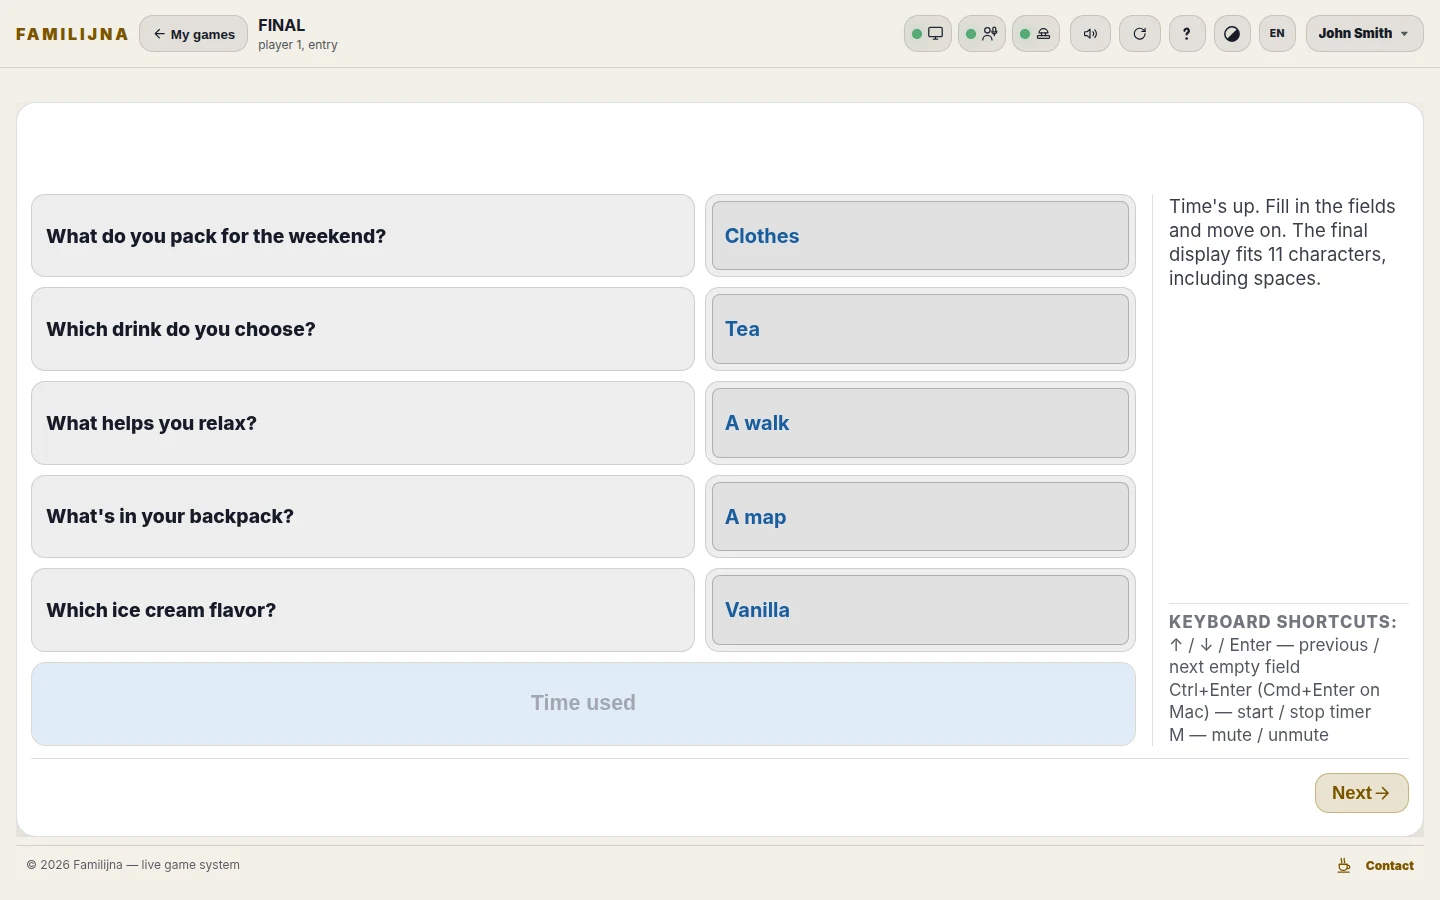 FAMILIJNA
← My games
FINAL
player 1, entry
?
EN
John Smith
What do you pack for the weekend?
Clothes
Which drink do you choose?
Tea
What helps you relax?
A walk
What's in your backpack?
A map
Which ice cream flavor?
Vanilla
Time used
Time's up. Fill in the fields
and move on. The final
display fits 11 characters,
including spaces.
KEYBOARD SHORTCUTS:
↑ / ↓ / Enter — previous /
next empty field
Ctrl+Enter (Cmd+Enter on
Mac) — start / stop timer
M — mute / unmute
Next →
© 2026 Familijna — live game system
Contact